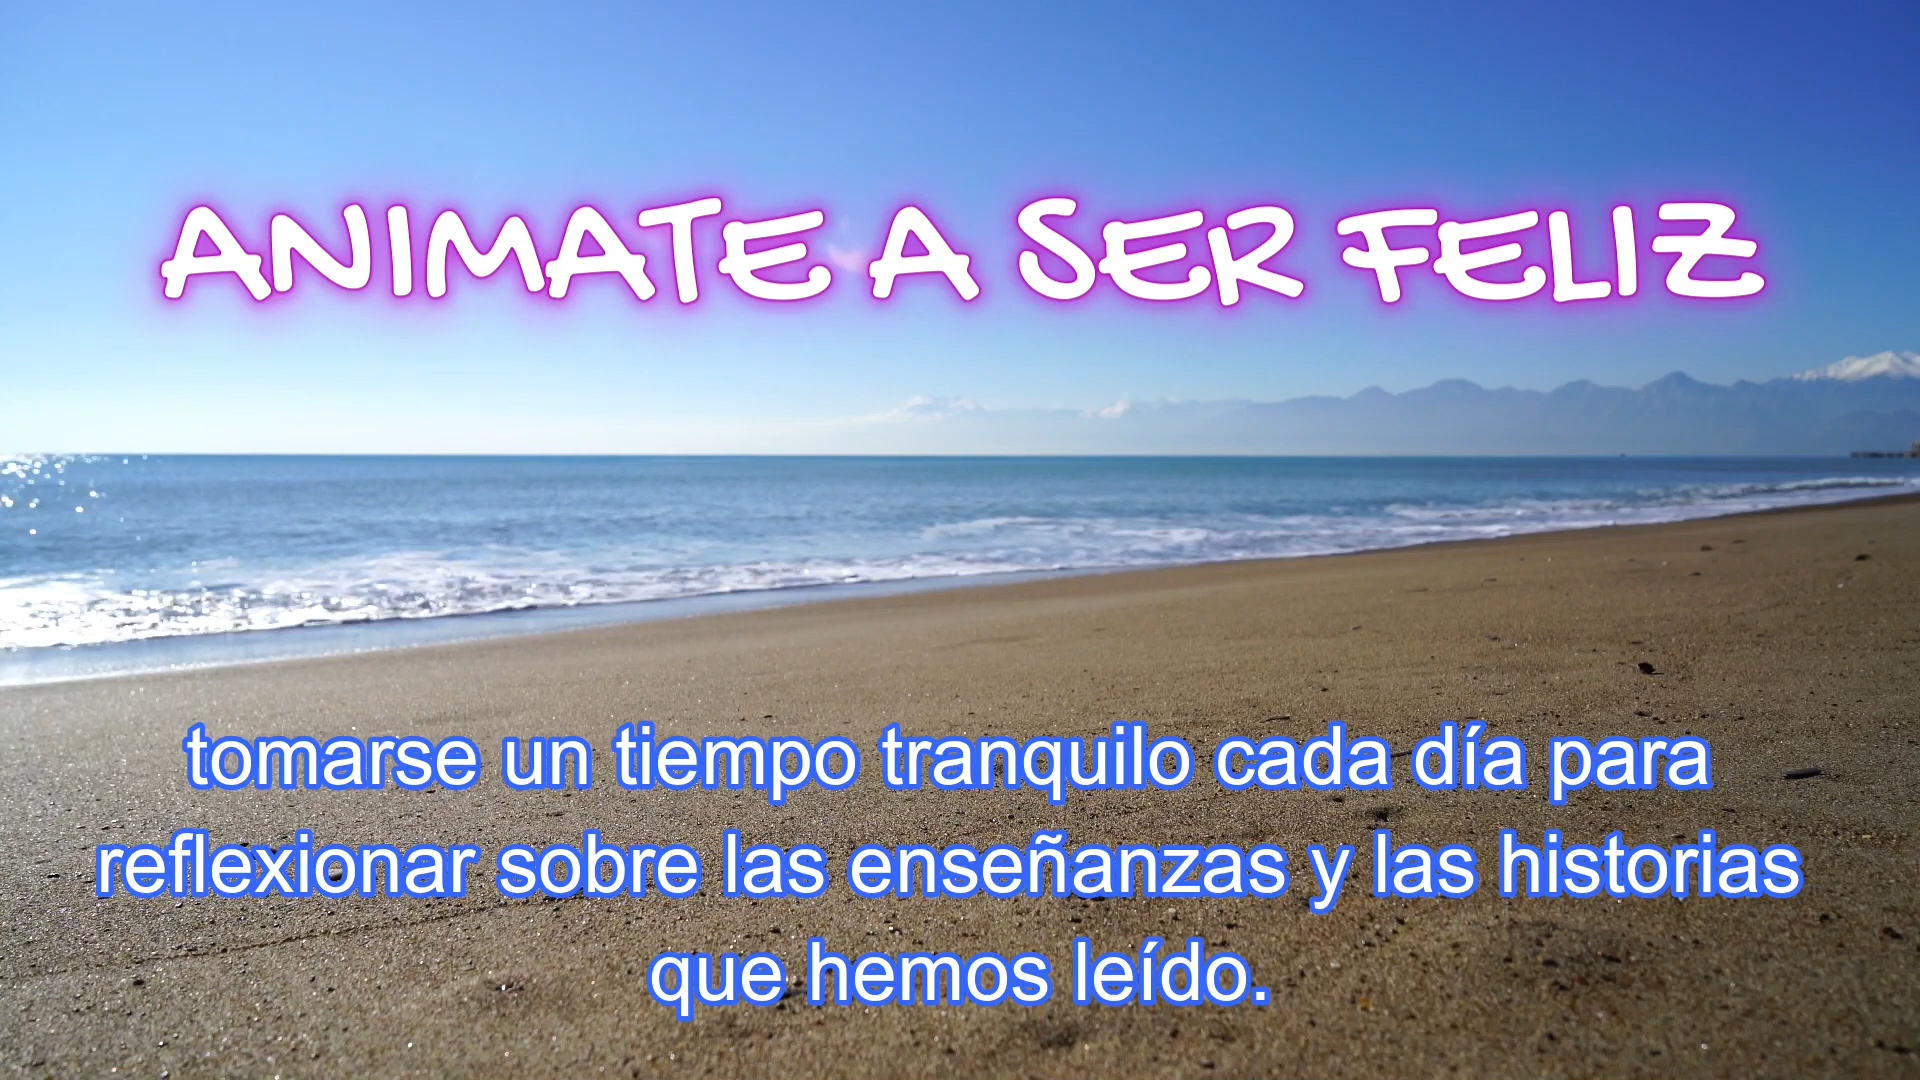 ANIMATE A SER FELIZ
tomarse un tiempo tranquilo cada día para
reflexionar sobre las enseñanzas y las historias
que hemos leído.